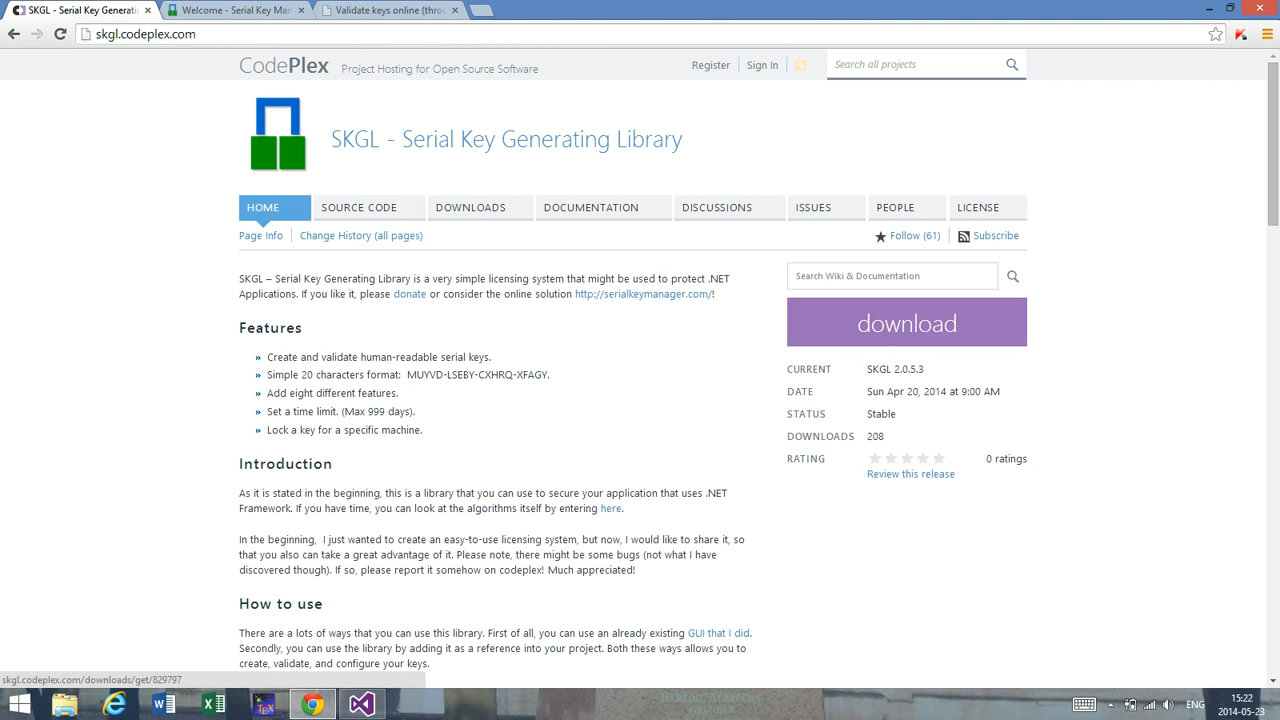 SKGL - Serial Key Generati
Welcome - Serial Key Man
Validate keys online (throu
skgl.codeplex.com
CodePlex Project Hosting for Open Source Software
Register Sign In Search all projects
SKGL - Serial Key Generating Library
HOME SOURCE CODE DOWNLOADS DOCUMENTATION DISCUSSIONS ISSUES PEOPLE LICENSE
Page Info Change History (all pages) Follow (61) Subscribe
SKGL – Serial Key Generating Library is a very simple licensing system that might be used to protect .NET
Applications. If you like it, please donate or consider the online solution http://serialkeymanager.com/!
Features
» Create and validate human-readable serial keys.
» Simple 20 characters format: MUYVD-LSEBY-CXHRQ-XFAGY.
» Add eight different features.
» Set a time limit. (Max 999 days).
» Lock a key for a specific machine.
Introduction
As it is stated in the beginning, this is a library that you can use to secure your application that uses .NET
Framework. If you have time, you can look at the algorithms itself by entering here.
In the beginning, I just wanted to create an easy-to-use licensing system, but now, I would like to share it, so
that you also can take a great advantage of it. Please note, there might be some bugs (not what I have
discovered though). If so, please report it somehow on codeplex! Much appreciated!
How to use
There are a lots of ways that you can use this library. First of all, you can use an already existing GUI that I did.
Secondly, you can use the library by adding it as a reference into your project. Both these ways allows you to
create, validate, and configure your keys.
Search Wiki & Documentation
download
CURRENT SKGL 2.0.5.3
DATE Sun Apr 20, 2014 at 9:00 AM
STATUS Stable
DOWNLOADS 208
RATING 0 ratings
Review this release
skgl.codeplex.com/downloads/get/829797
ENG
15:22
2014-05-23